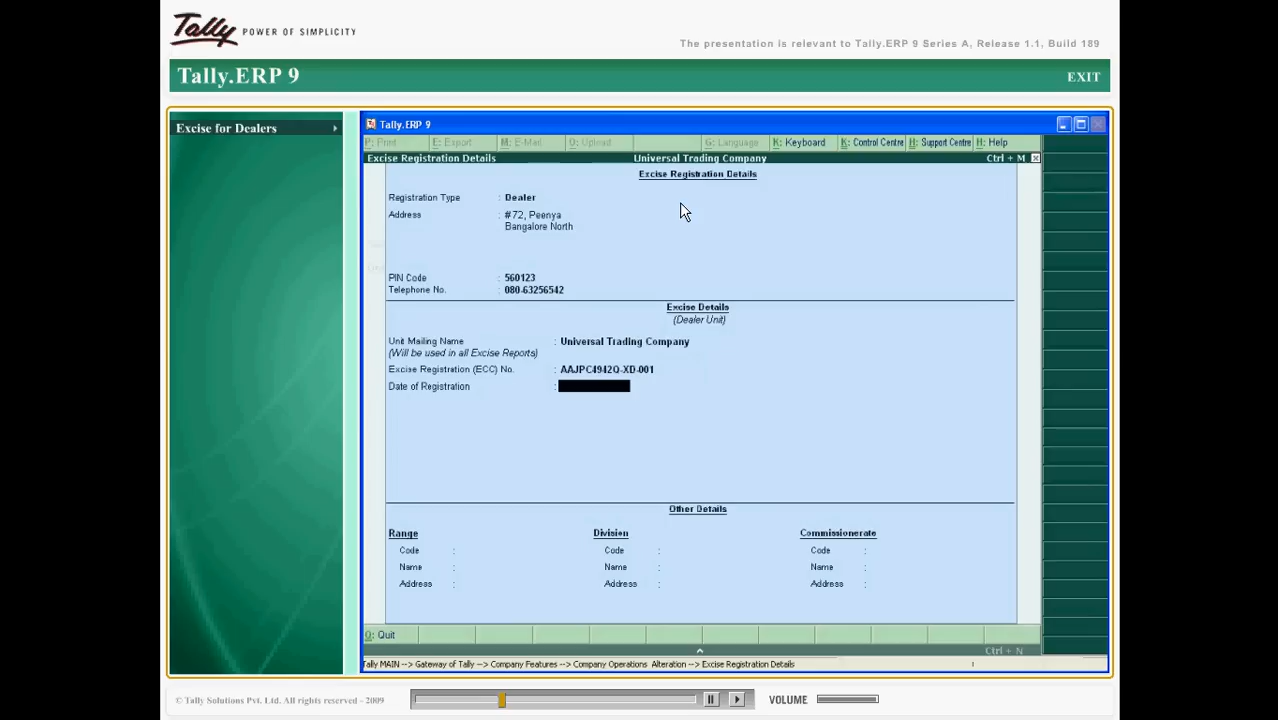 Tally POWER OF SIMPLICITY
The presentation is relevant to Tally.ERP 9 Series A, Release 1.1, Build 189
Tally.ERP 9 EXIT
Excise for Dealers
Tally.ERP 9
P: Print E: Export M: E-Mail O: Upload G: Language K: Keyboard K: Control Centre H: Support Centre H: Help
Excise Registration Details Universal Trading Company Ctrl + M
Excise Registration Details
Registration Type : Dealer
Address : #72, Peenya
Bangalore North
PIN Code : 560123
Telephone No. : 080-63256542
Excise Details
(Dealer Unit)
Unit Mailing Name : Universal Trading Company
(Will be used in all Excise Reports)
Excise Registration (ECC) No. : AAJPC4942Q-XD-001
Date of Registration :
Other Details
Range Division Commissionerate
Code : Code : Code :
Name : Name : Name :
Address : Address : Address :
Q: Quit
Ctrl + N
Tally MAIN --> Gateway of Tally --> Company Features --> Company Operations Alteration --> Excise Registration Details
© Tally Solutions Pvt. Ltd. All rights reserved - 2009 VOLUME